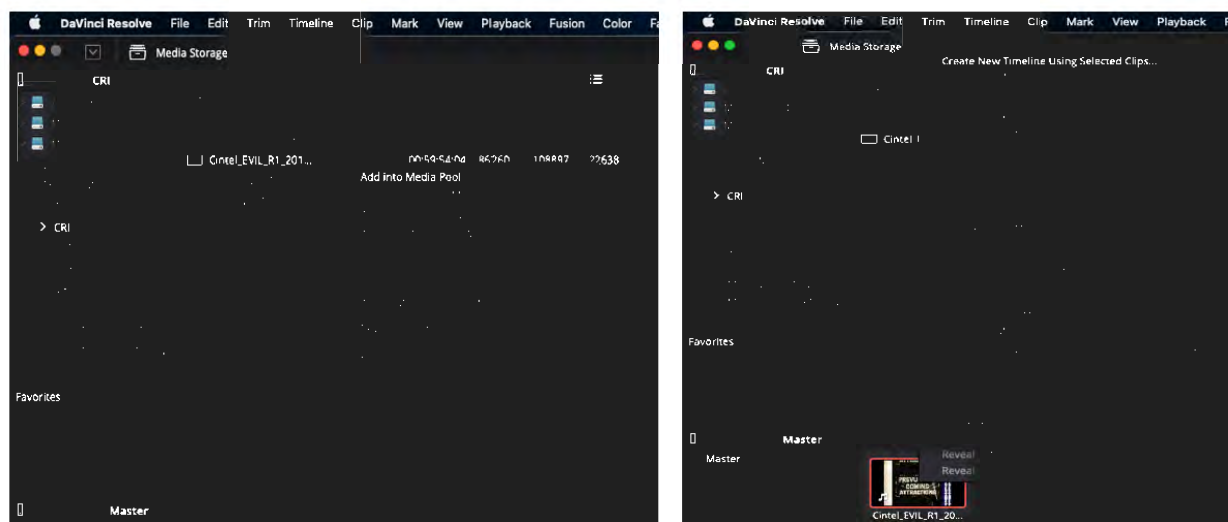 DaVinci Resolve File Edit Trim Timeline Clip Mark View Playback Fusion Color
Media Storage
CRI
Cintel_EVIL_R1_201... 00:59:54:04 86260 108897 22638
Add into Media Pool
CRI
Favorites
Master
DaVinci Resolve File Edit Trim Timeline Clip Mark View Playback
Media Storage
Create New Timeline Using Selected Clips...
CRI
Cintel
CRI
Favorites
Master
Master
Reveal
Reveal
COMING
ATTRACTIONS
Cintel_EVIL_R1_20...